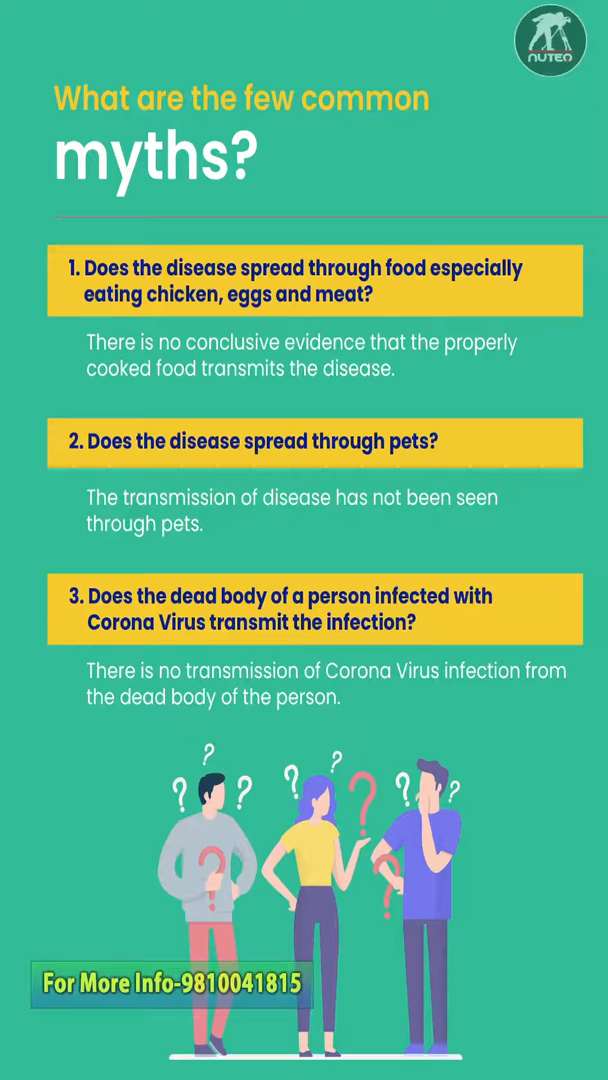 NUTEQ
What are the few common
myths?
1. Does the disease spread through food especially
eating chicken, eggs and meat?
There is no conclusive evidence that the properly
cooked food transmits the disease.
2. Does the disease spread through pets?
The transmission of disease has not been seen
through pets.
3. Does the dead body of a person infected with
Corona Virus transmit the infection?
There is no transmission of Corona Virus infection from
the dead body of the person.
? ? ? ? ? ? ? ?
? ?
For More Info-9810041815